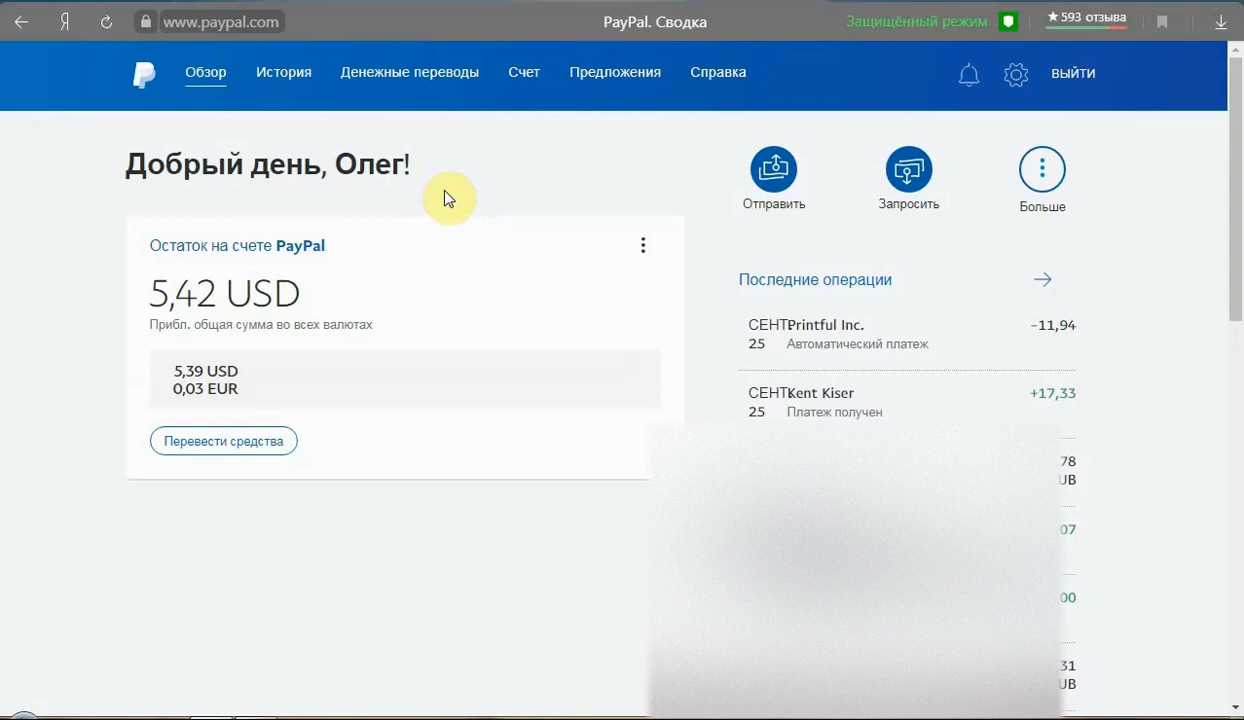 Я
www.paypal.com
PayPal. Сводка
Защищённый режим
★ 593 отзыва
Обзор
История
Денежные переводы
Счет
Предложения
Справка
ВЫЙТИ
Добрый день, Олег!
Отправить
Запросить
Больше
Остаток на счете PayPal
5,42 USD
Прибл. общая сумма во всех валютах
5,39 USD
0,03 EUR
Перевести средства
Последние операции
СЕНТ Printful Inc. -11,94
25 Автоматический платеж
СЕНТ Kent Kiser +17,33
25 Платеж получен
78
UB
07
00
31
UB